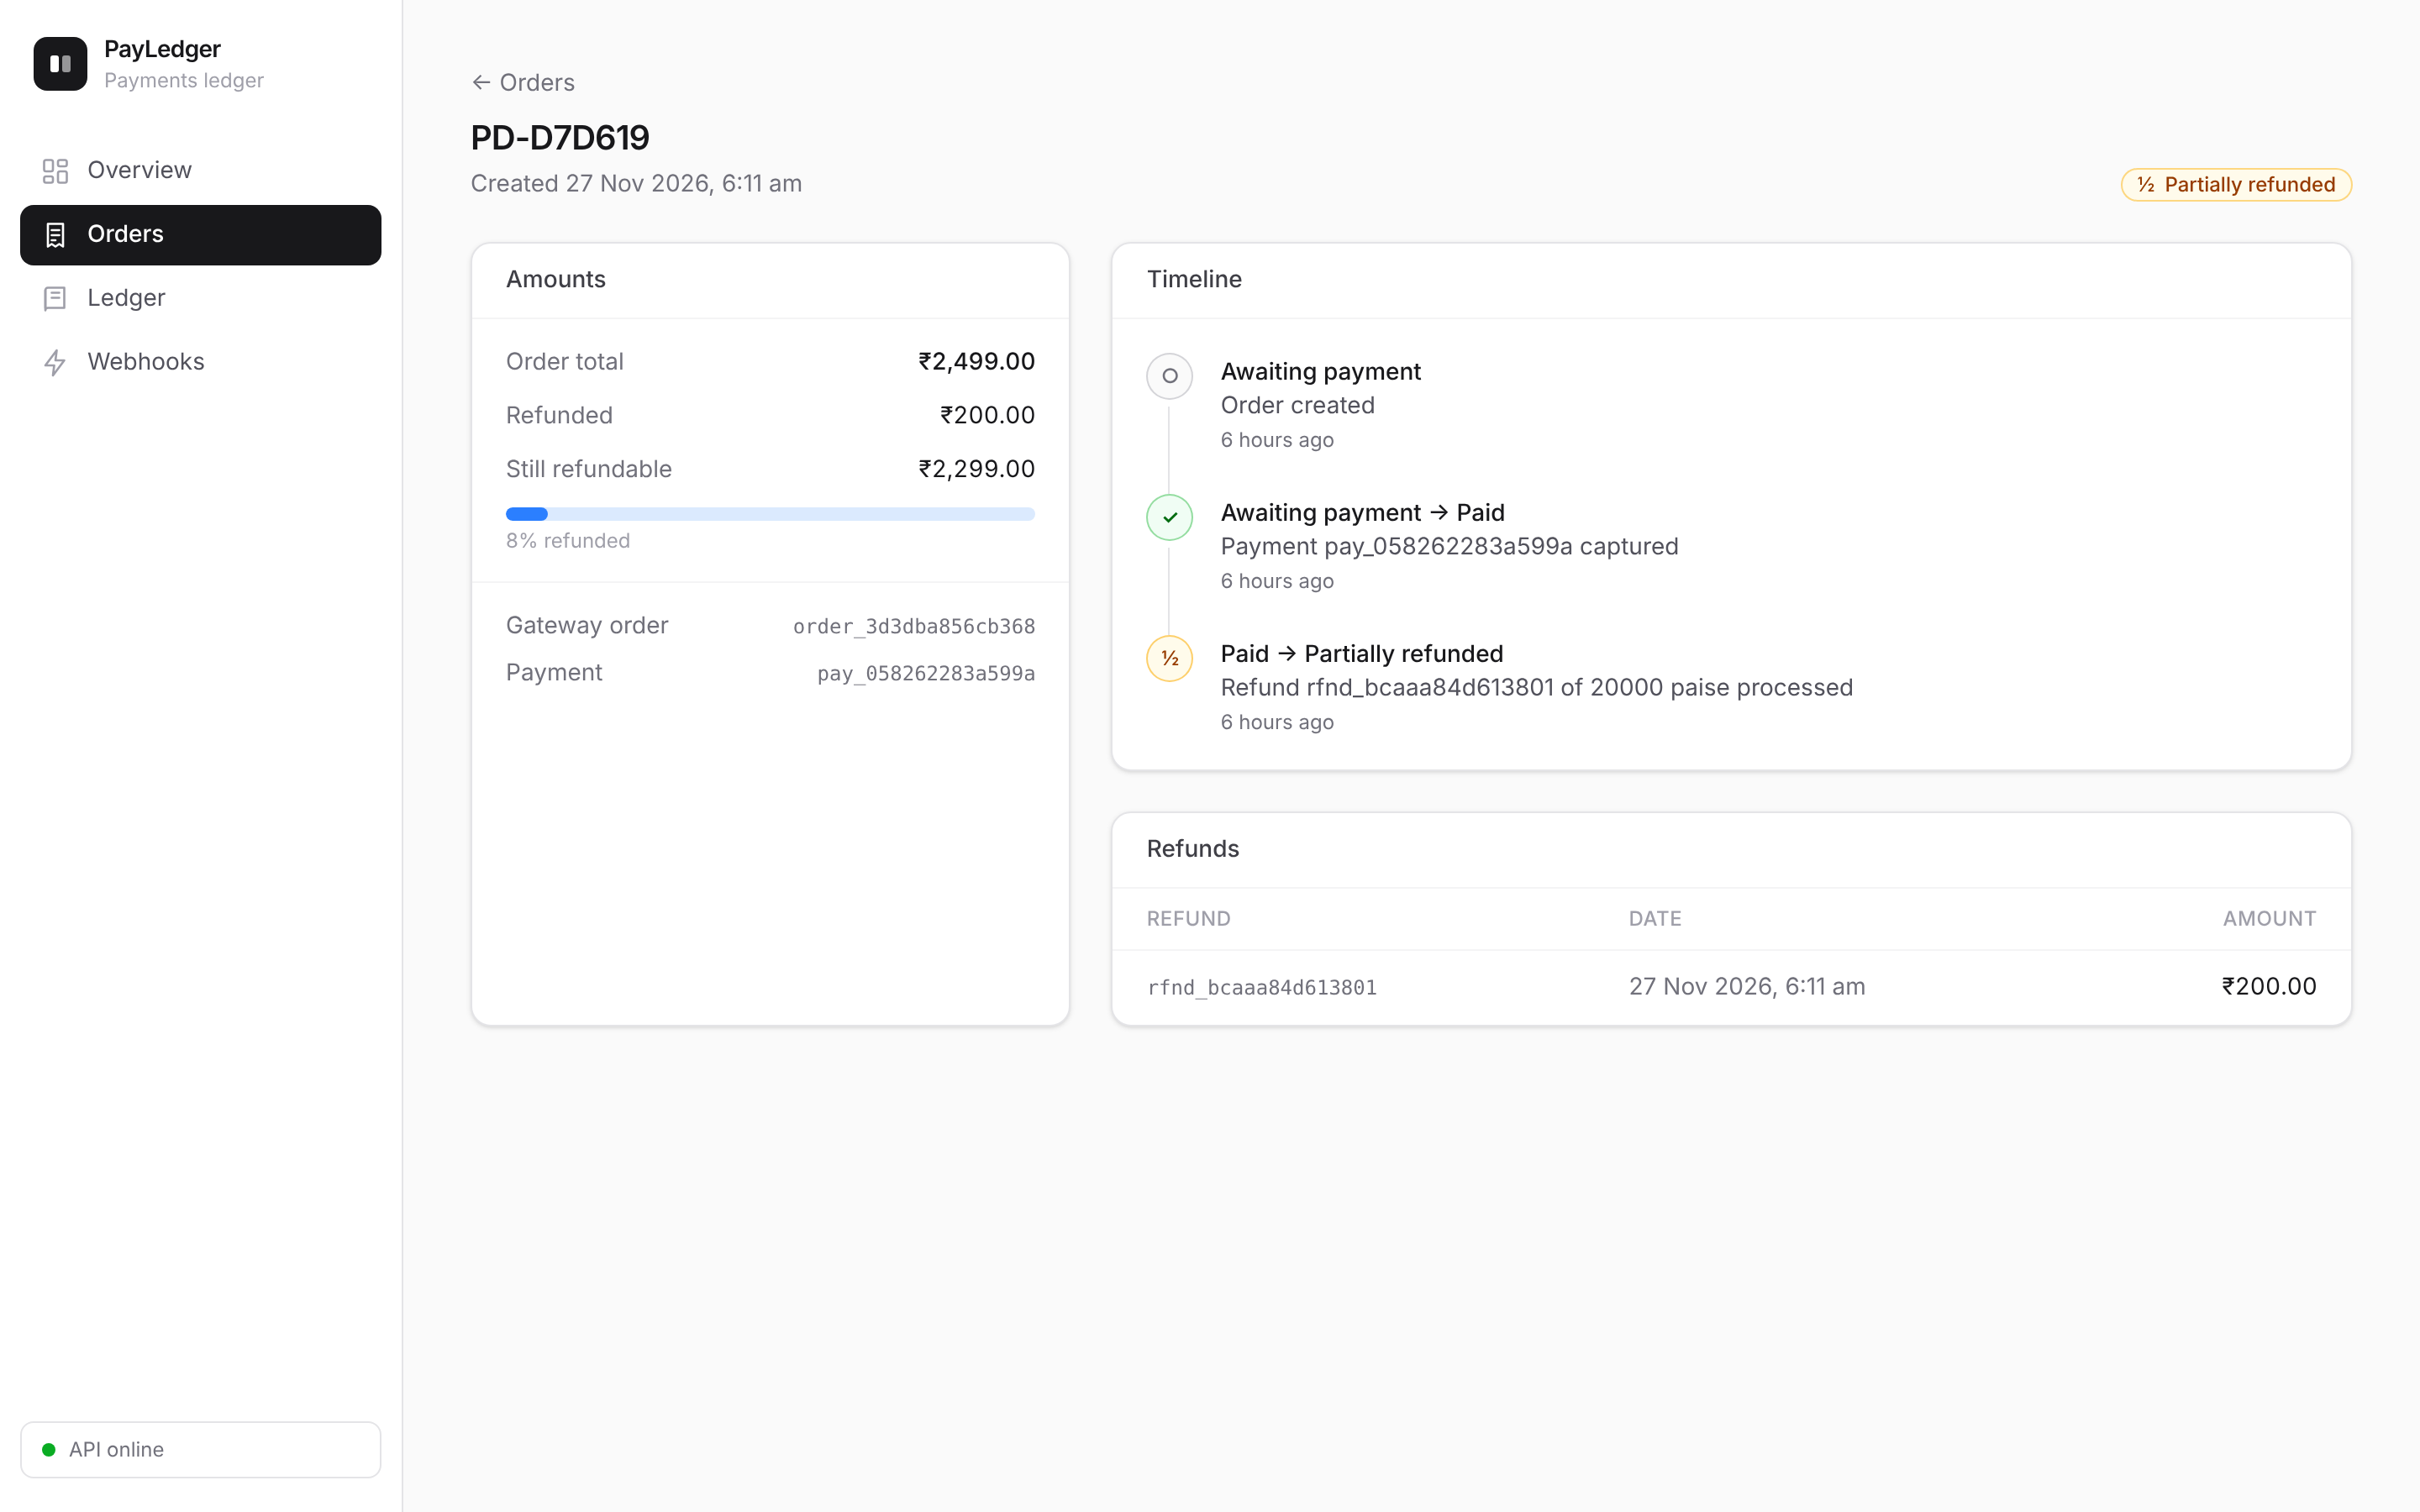 PayLedger
Payments ledger
Overview
Orders
Ledger
Webhooks
API online
← Orders
PD-D7D619
Created 27 Nov 2026, 6:11 am
½ Partially refunded
Amounts
Order total ₹2,499.00
Refunded ₹200.00
Still refundable ₹2,299.00
8% refunded
Gateway order order_3d3dba856cb368
Payment pay_058262283a599a
Timeline
Awaiting payment
Order created
6 hours ago
Awaiting payment → Paid
Payment pay_058262283a599a captured
6 hours ago
½ Paid → Partially refunded
Refund rfnd_bcaaa84d613801 of 20000 paise processed
6 hours ago
Refunds
REFUND DATE AMOUNT
rfnd_bcaaa84d613801 27 Nov 2026, 6:11 am ₹200.00